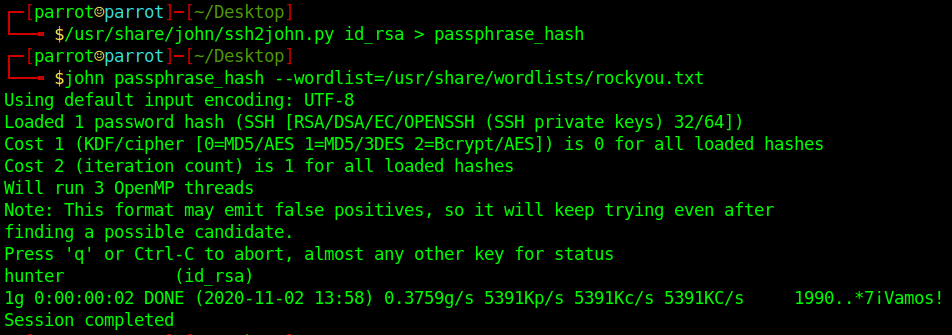 ┌─[parrot☺parrot]─[~/Desktop]
└──╼ $/usr/share/john/ssh2john.py id_rsa > passphrase_hash
┌─[parrot☺parrot]─[~/Desktop]
└──╼ $john passphrase_hash --wordlist=/usr/share/wordlists/rockyou.txt
Using default input encoding: UTF-8
Loaded 1 password hash (SSH [RSA/DSA/EC/OPENSSH (SSH private keys) 32/64])
Cost 1 (KDF/cipher [0=MD5/AES 1=MD5/3DES 2=Bcrypt/AES]) is 0 for all loaded hashes
Cost 2 (iteration count) is 1 for all loaded hashes
Will run 3 OpenMP threads
Note: This format may emit false positives, so it will keep trying even after
finding a possible candidate.
Press 'q' or Ctrl-C to abort, almost any other key for status
hunter           (id_rsa)
1g 0:00:00:02 DONE (2020-11-02 13:58) 0.3759g/s 5391Kp/s 5391Kc/s 5391KC/s     1990..*7¡Vamos!
Session completed